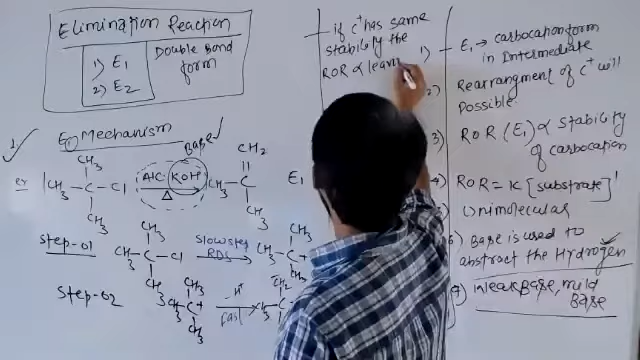 Elimination Reaction
1) E1
2) E2
Double Bond
form
E1 Mechanism
Base
CH3
CH2
ex CH3 - C - Cl
Alc KOH
Δ
CH3 - C
CH3
CH3
E1
Step-01
CH3
CH3 - C - Cl
CH3
Slow step
RDS
CH3
CH3 - C+
Step-02
CH3
CH3 - C+
CH3
-H
fast
CH3 - C
- if C+ has same
stability the
ROR ∝ leav
1) E1 → carbocation form
in Intermediate
2) Rearrangment of C+ will
Possible.
3) ROR (E1) ∝ stability
of carbocation
4) ROR = K [substrate]1
Unimolecular
6) Base is used to
abstract the Hydrogen
7) Weak Base, mild
Base